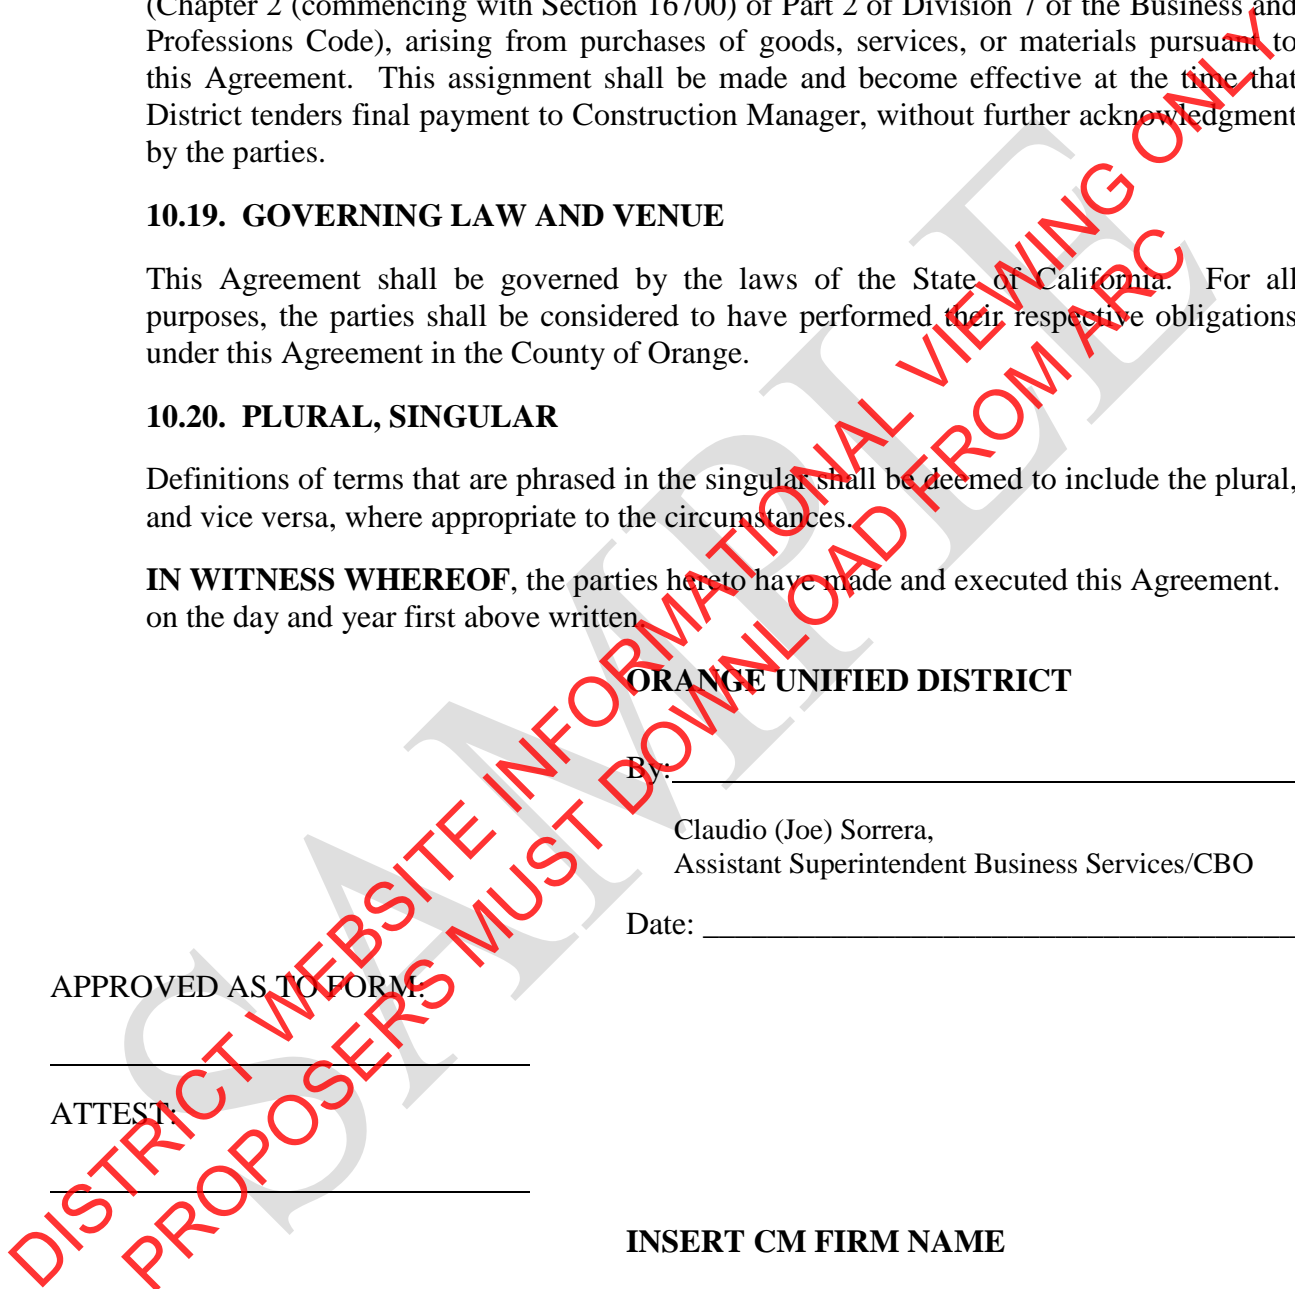 (Chapter 2 (commencing with Section 16700) of Part 2 of Division 7 of the Business and
Professions Code), arising from purchases of goods, services, or materials pursuant to
this Agreement. This assignment shall be made and become effective at the time that
District tenders final payment to Construction Manager, without further acknowledgment
by the parties.
10.19. GOVERNING LAW AND VENUE
This Agreement shall be governed by the laws of the State of California. For all
purposes, the parties shall be considered to have performed their respective obligations
under this Agreement in the County of Orange.
10.20. PLURAL, SINGULAR
Definitions of terms that are phrased in the singular shall be deemed to include the plural,
and vice versa, where appropriate to the circumstances.
IN WITNESS WHEREOF, the parties hereto have made and executed this Agreement.
on the day and year first above written.
ORANGE UNIFIED DISTRICT
By:
Claudio (Joe) Sorrera,
Assistant Superintendent Business Services/CBO
Date:
APPROVED AS TO FORM:
ATTEST:
INSERT CM FIRM NAME
SAMPLE
DISTRICT WEBSITE INFORMATIONAL VIEWING ONLY
PROPOSERS MUST DOWNLOAD FROM ARC